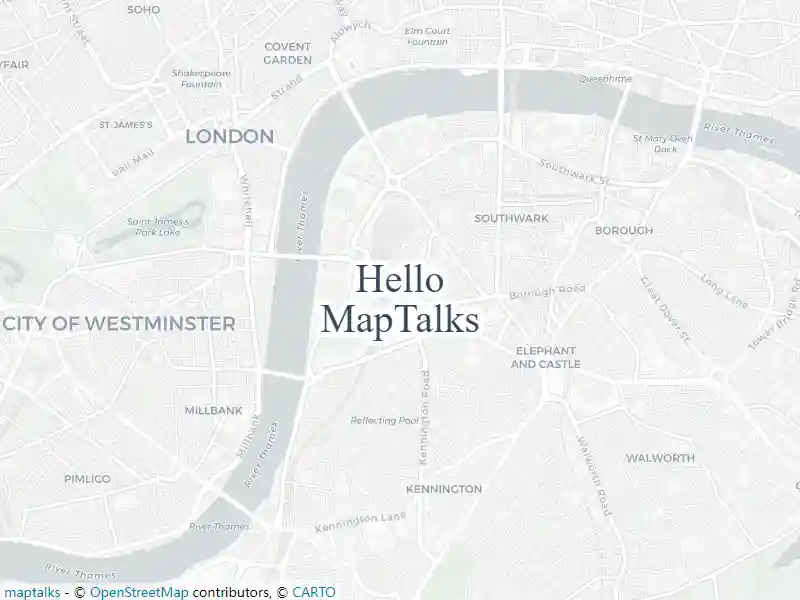 SOHO
COVENT
GARDEN
Aldwych
Elm Court
Fountain
Shakespeare
Fountain
Strand
Queenhithe
ST JAMES'S
LONDON
Pall Mall
River Thames
St Mary Overi
Dock
Southwark St
Whitehall
Saint James's
Park Lake
River Thames
SOUTHWARK
BOROUGH
Hello
MapTalks
Borough Road
Long Lane
Great Dover St
Tower Bridge Ro
CITY OF WESTMINSTER
ELEPHANT
AND CASTLE
MILLBANK
Millbank
Reflecting Pool
Kennington Road
River Thames
WALWORTH
Walworth Road
PIMLICO
KENNINGTON
River Thames
Kennington Lane
River Thames
maptalks - © OpenStreetMap contributors, © CARTO